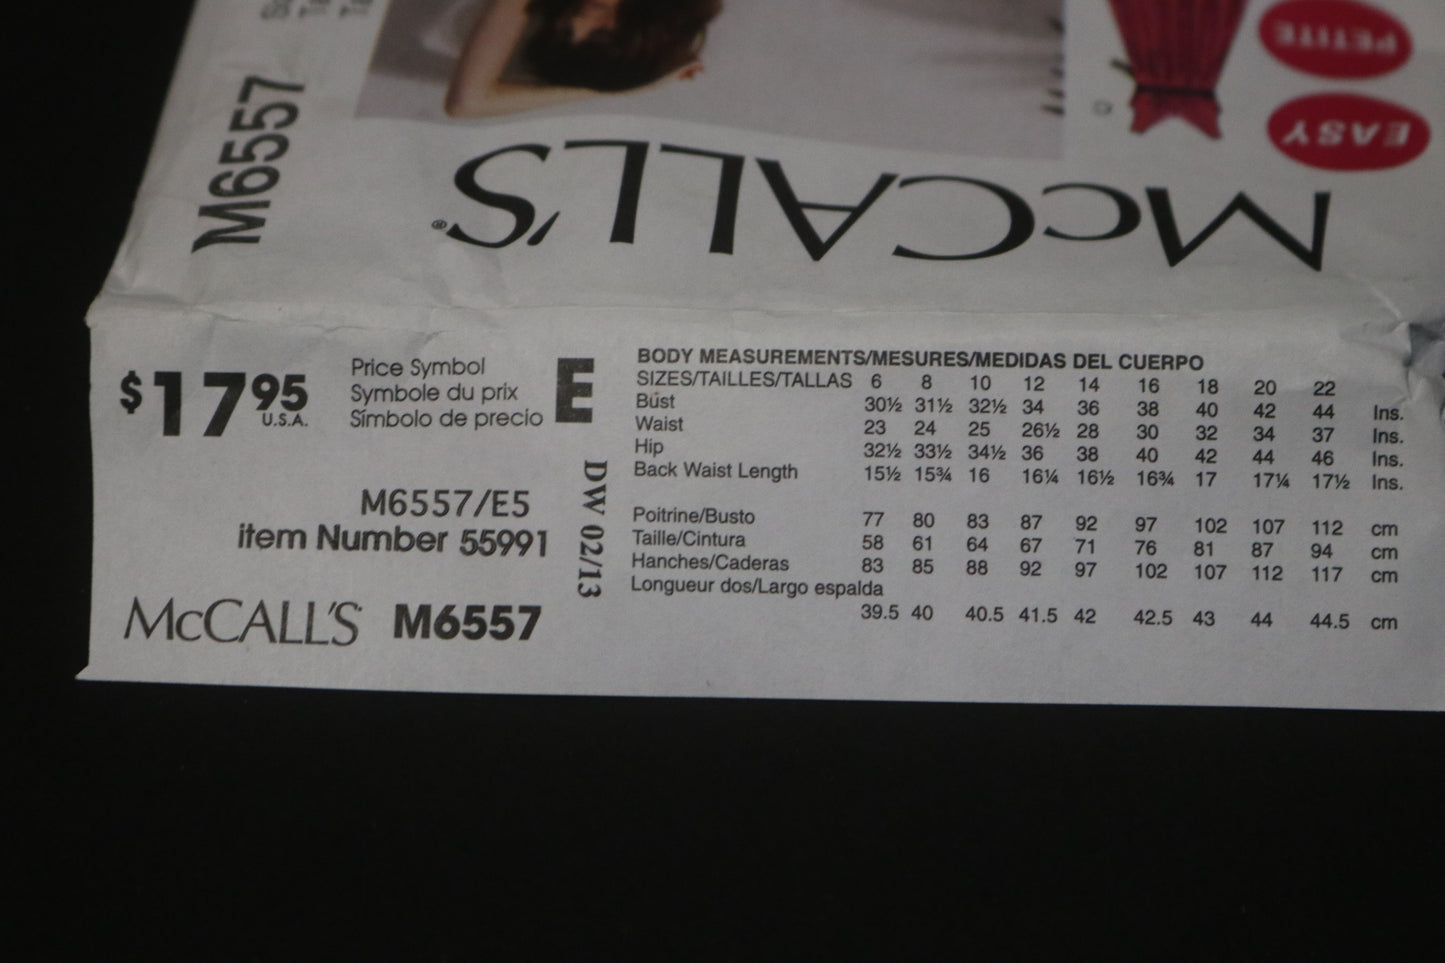 M6557
PETITE
EASY
McCALL'S®
$17.95
U.S.A.
Price Symbol
Symbole du prix
Símbolo de precio
E
M6557/E5
item Number 55991
McCALL'S M6557
DW 02/13
BODY MEASUREMENTS/MESURES/MEDIDAS DEL CUERPO
SIZES/TAILLES/TALLAS 6 8 10 12 14 16 18 20 22
Bust 30½ 31½ 32½ 34 36 38 40 42 44 Ins.
Waist 23 24 25 26½ 28 30 32 34 37 Ins.
Hip 32½ 33½ 34½ 36 38 40 42 44 46 Ins.
Back Waist Length 15½ 15¾ 16 16¼ 16½ 16¾ 17 17¼ 17½ Ins.
Poitrine/Busto 77 80 83 87 92 97 102 107 112 cm
Taille/Cintura 58 61 64 67 71 76 81 87 94 cm
Hanches/Caderas 83 85 88 92 97 102 107 112 117 cm
Longueur dos/Largo espalda
39.5 40 40.5 41.5 42 42.5 43 44 44.5 cm